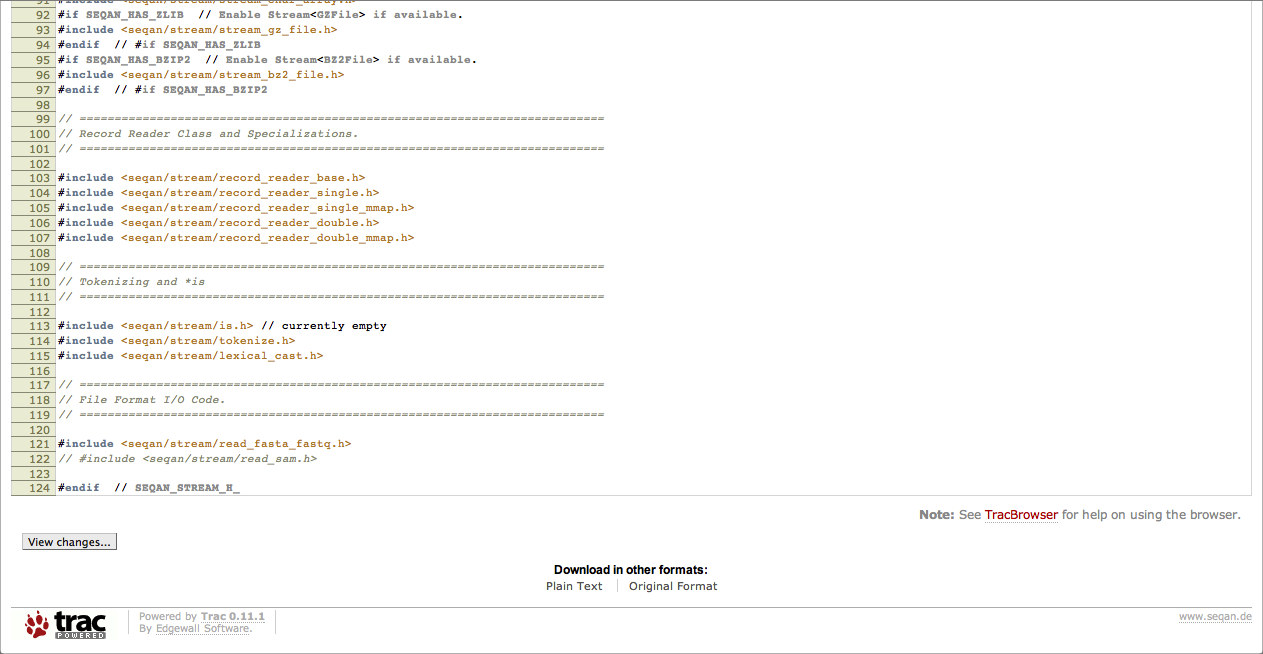 91 #include <seqan/stream/stream_char_array.h>
92 #if SEQAN_HAS_ZLIB  // Enable Stream<GZFile> if available.
93 #include <seqan/stream/stream_gz_file.h>
94 #endif  // #if SEQAN_HAS_ZLIB
95 #if SEQAN_HAS_BZIP2  // Enable Stream<BZ2File> if available.
96 #include <seqan/stream/stream_bz2_file.h>
97 #endif  // #if SEQAN_HAS_BZIP2
98
99 // ===========================================================================
100 // Record Reader Class and Specializations.
101 // ===========================================================================
102
103 #include <seqan/stream/record_reader_base.h>
104 #include <seqan/stream/record_reader_single.h>
105 #include <seqan/stream/record_reader_single_mmap.h>
106 #include <seqan/stream/record_reader_double.h>
107 #include <seqan/stream/record_reader_double_mmap.h>
108
109 // ===========================================================================
110 // Tokenizing and *is
111 // ===========================================================================
112
113 #include <seqan/stream/is.h> // currently empty
114 #include <seqan/stream/tokenize.h>
115 #include <seqan/stream/lexical_cast.h>
116
117 // ===========================================================================
118 // File Format I/O Code.
119 // ===========================================================================
120
121 #include <seqan/stream/read_fasta_fastq.h>
122 // #include <seqan/stream/read_sam.h>
123
124 #endif  // SEQAN_STREAM_H_
Note: See TracBrowser for help on using the browser.
View changes...
Download in other formats:
Plain Text
Original Format
trac
POWERED
Powered by Trac 0.11.1
By Edgewall Software.
www.seqan.de